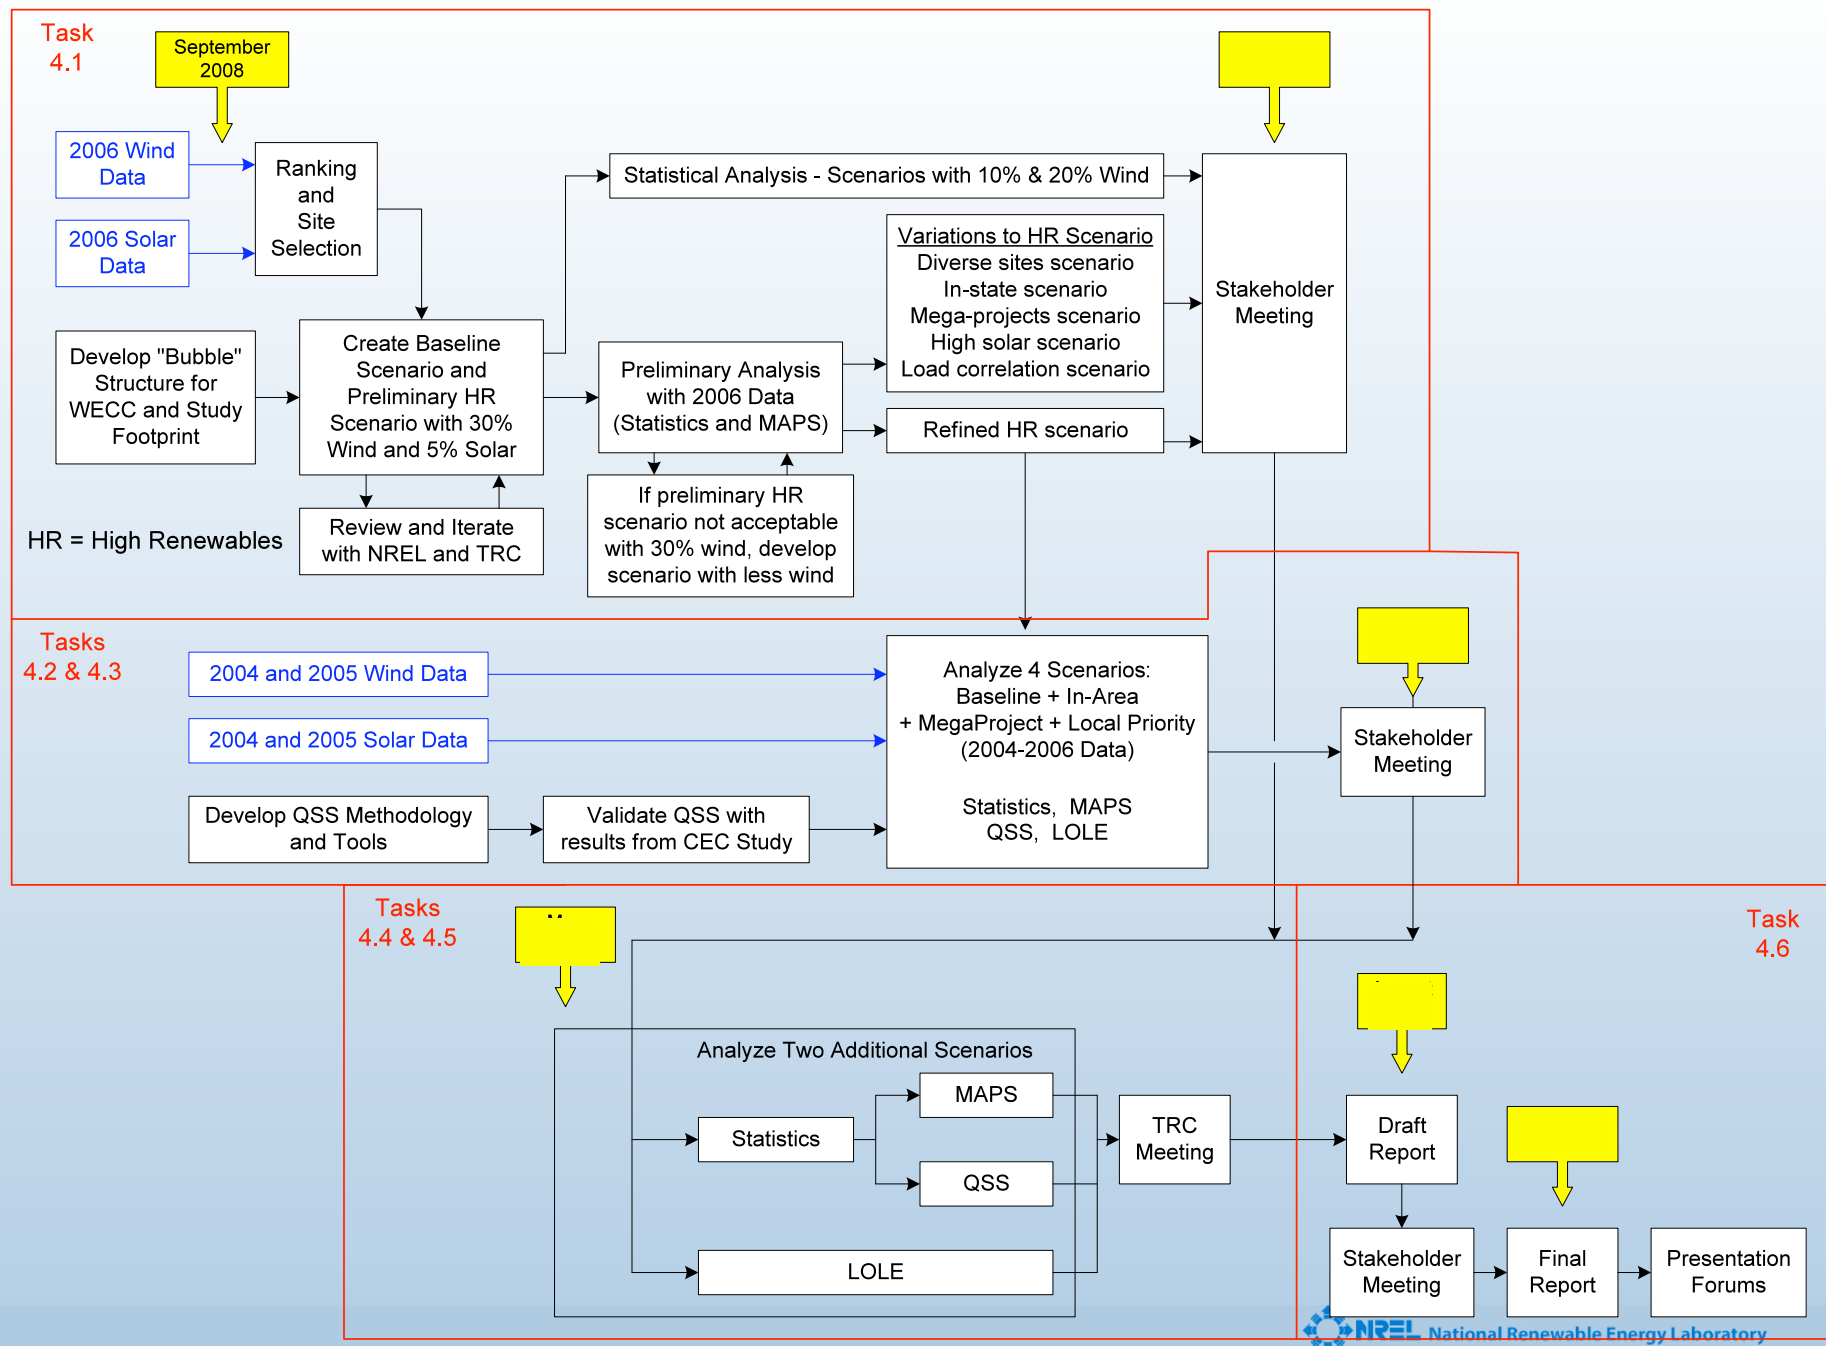 Task
4.1
September
2008
2006 Wind
Data
2006 Solar
Data
Ranking
and
Site
Selection
Statistical Analysis - Scenarios with 10% & 20% Wind
Variations to HR Scenario
Diverse sites scenario
In-state scenario
Mega-projects scenario
High solar scenario
Load correlation scenario
Stakeholder
Meeting
Develop "Bubble"
Structure for
WECC and Study
Footprint
Create Baseline
Scenario and
Preliminary HR
Scenario with 30%
Wind and 5% Solar
Preliminary Analysis
with 2006 Data
(Statistics and MAPS)
Refined HR scenario
HR = High Renewables
Review and Iterate
with NREL and TRC
If preliminary HR
scenario not acceptable
with 30% wind, develop
scenario with less wind
Tasks
4.2 & 4.3
2004 and 2005 Wind Data
2004 and 2005 Solar Data
Develop QSS Methodology
and Tools
Validate QSS with
results from CEC Study
Analyze 4 Scenarios:
Baseline + In-Area
+ MegaProject + Local Priority
(2004-2006 Data)
Statistics, MAPS
QSS, LOLE
Stakeholder
Meeting
Tasks
4.4 & 4.5
Analyze Two Additional Scenarios
Statistics
MAPS
QSS
LOLE
TRC
Meeting
Task
4.6
Draft
Report
Stakeholder
Meeting
Final
Report
Presentation
Forums
NREL National Renewable Energy Laboratory